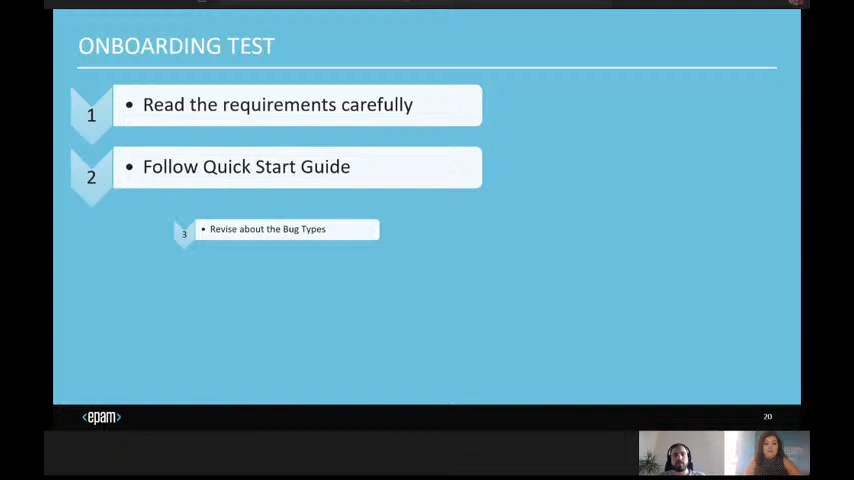 ONBOARDING TEST
1
• Read the requirements carefully
2
• Follow Quick Start Guide
3
• Revise about the Bug Types
<epam>
20
epam